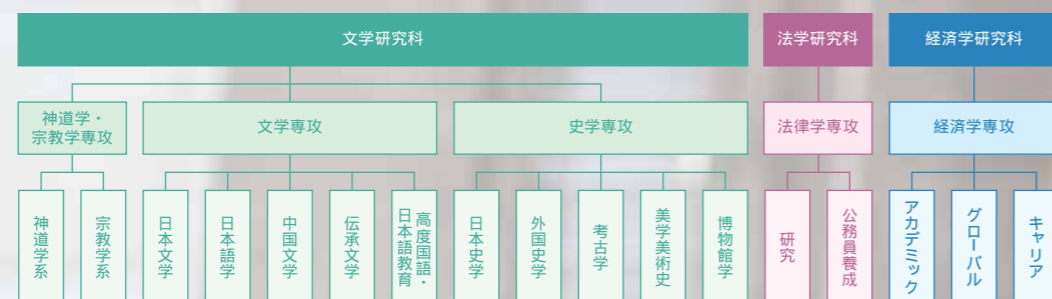 文学研究科
法学研究科
経済学研究科
神道学・
宗教学専攻
文学専攻
史学専攻
法律学専攻
経済学専攻
神道学系
宗教学系
日本文学
日本語学
中国文学
伝承文学
高度国語・
日本語教育
日本史学
外国史学
考古学
美学美術史
博物館学
研究
公務員養成
アカデミック
グローバル
キャリア